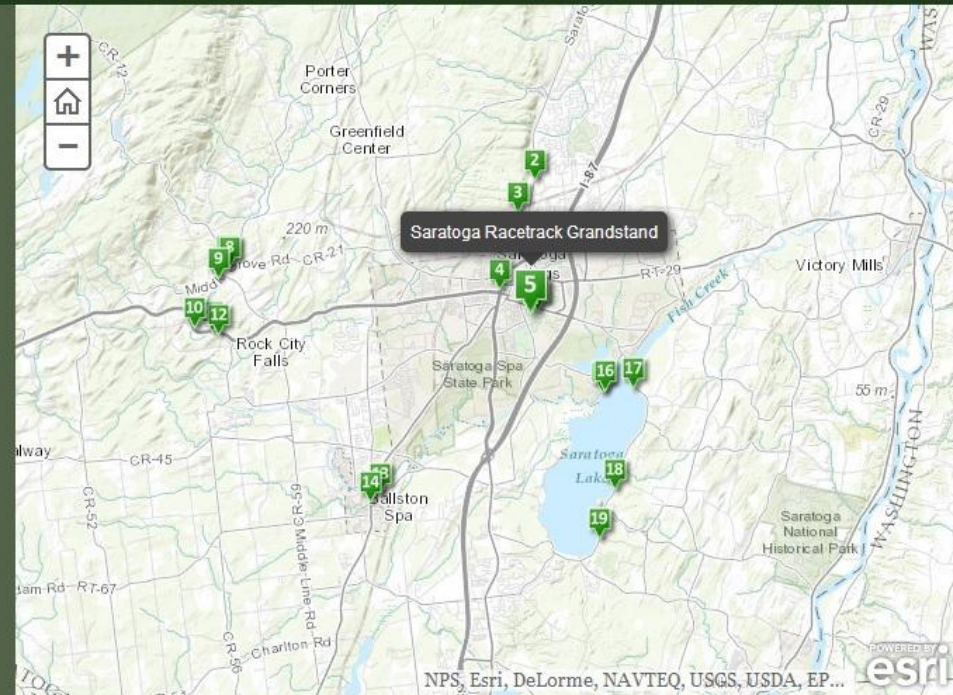 WAS
CR-12
Sarato
Porter
Corners
CR-29
Greenfield
Center
2
I-87
3
220 m
Saratoga Racetrack Grandstand
8
9
Rd
CR-21
4
5
RT-29
Victory Mills
Fish Creek
10
12
Rock City
Falls
Saratoga Spa
State Park
16
17
55 m
alway
CR-45
Saratoga
Lake
18
14
Ballston
Spa
CR-52
CR-59
Middle-Line Rd
19
Saratoga
National
Historical Park
WASHINGTON
RT-67
CR-56
Charlton Rd
POWERED BY
esri
NPS, Esri, DeLorme, NAVTEQ, USGS, USDA, EP...